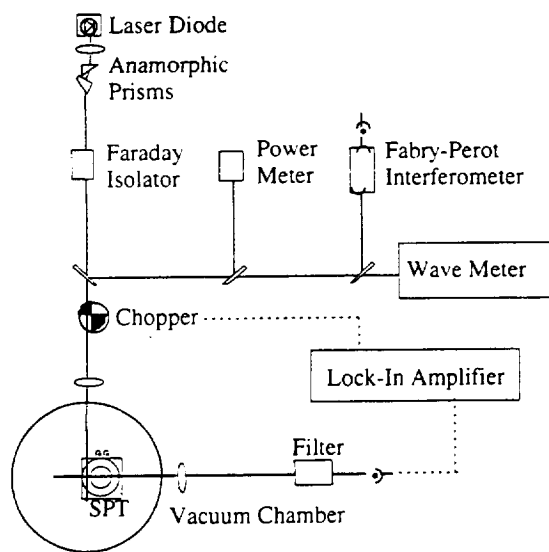 Laser Diode
Anamorphic
Prisms
Faraday
Isolator
Power
Meter
Fabry-Perot
Interferometer
Wave Meter
Chopper
Lock-In Amplifier
Filter
SPT
Vacuum Chamber